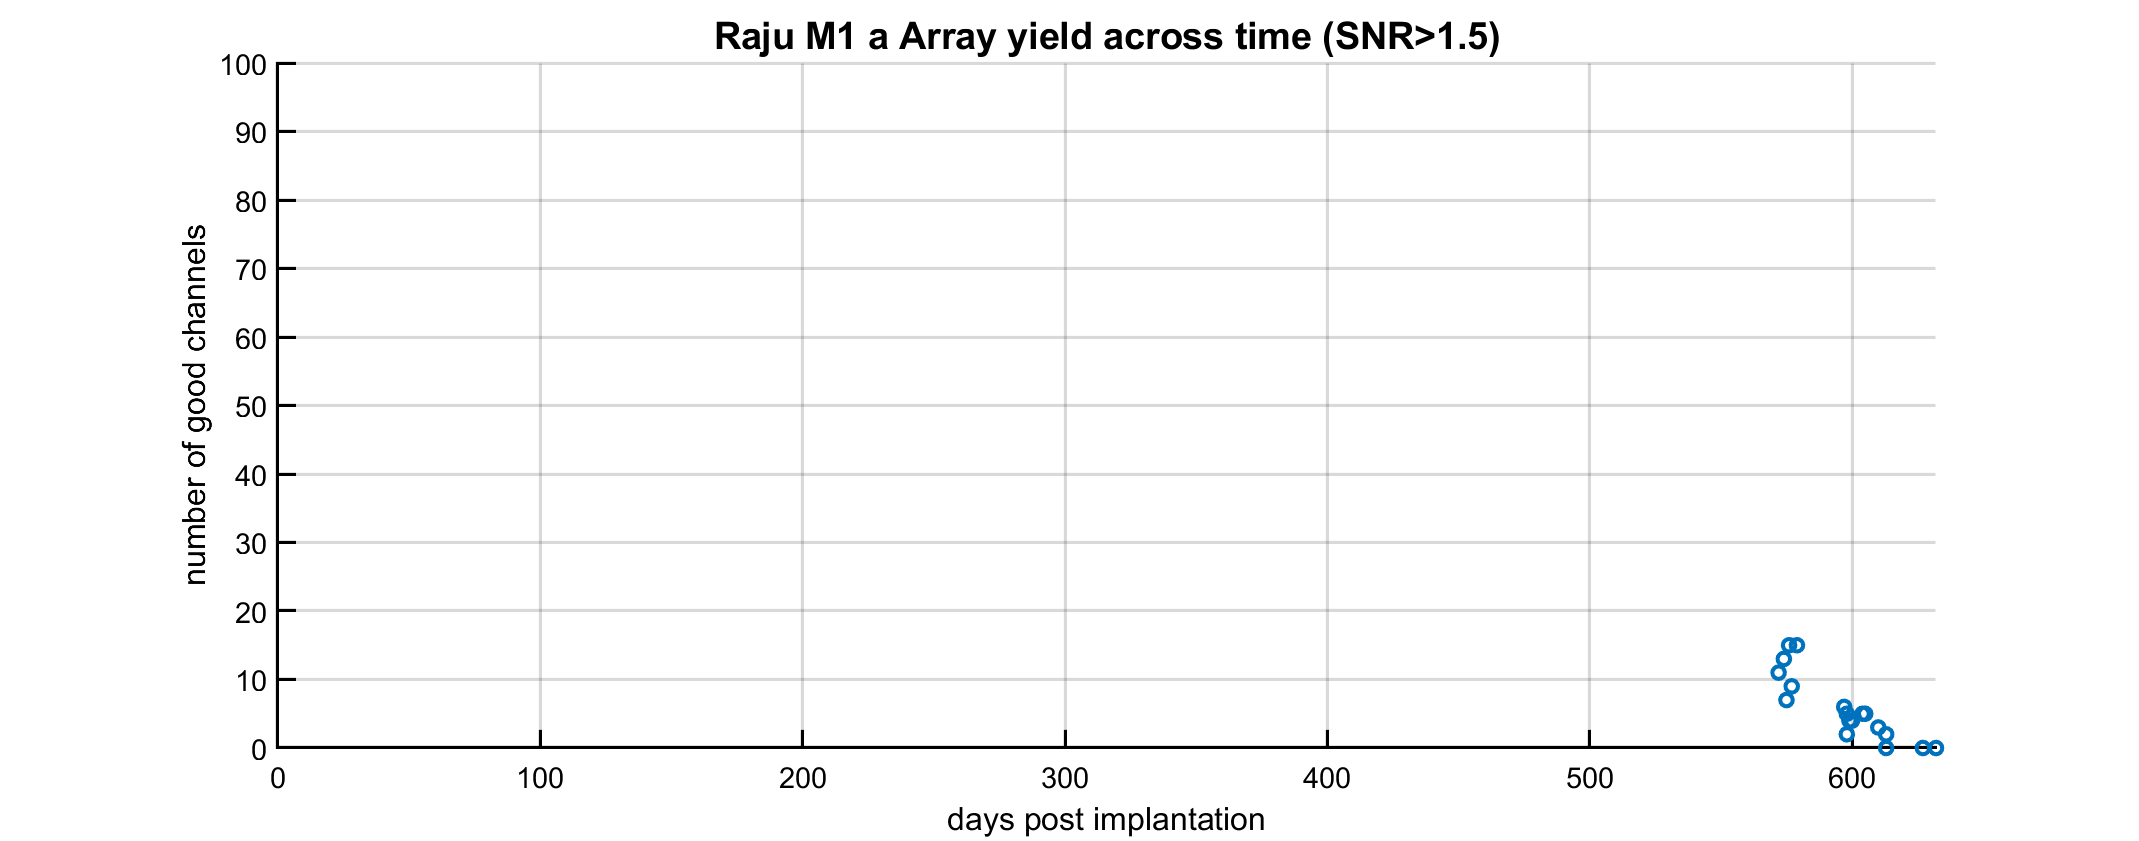 Raju M1 a Array yield across time (SNR>1.5)
100
90
80
70
60
50
40
30
20
10
0
number of good channels
0 100 200 300 400 500 600
days post implantation